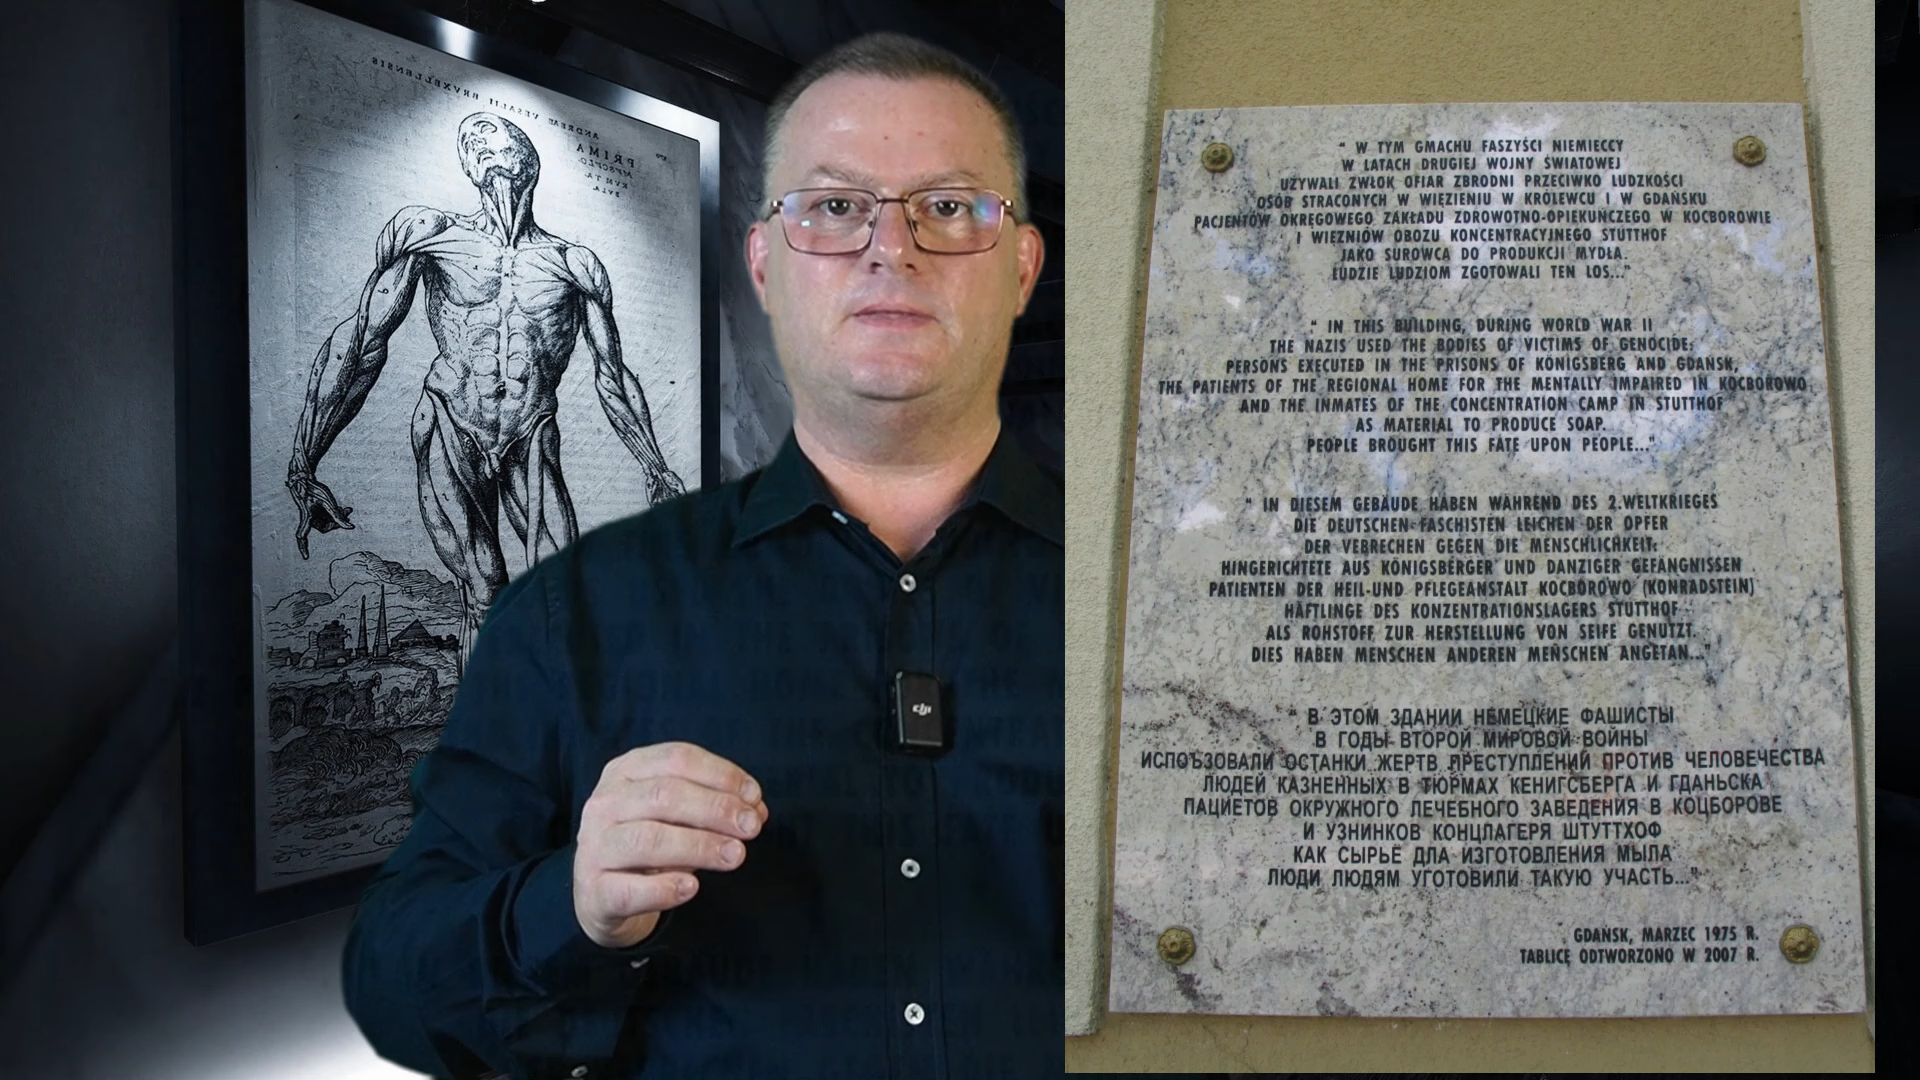 ANDREAE VESALII BRVXELLENSIS
PRIMA
“ W TYM GMACHU FASZYŚCI NIEMIECCY
W LATACH DRUGIEJ WOJNY ŚWIATOWEJ
UŻYWALI ZWŁOK OFIAR ZBRODNI PRZECIWKO LUDZKOŚCI
OSÓB STRACONYCH W WIĘZIENIU W KRÓLEWCU I W GDAŃSKU
PACJENTÓW OKRĘGOWEGO ZAKŁADU ZDROWOTNO-OPIEKUŃCZEGO W KOCBOROWIE
I WIĘŹNIÓW OBOZU KONCENTRACYJNEGO STUTTHOF
JAKO SUROWCA DO PRODUKCJI MYDŁA.
LUDZIE LUDZIOM ZGOTOWALI TEN LOS...”
“ IN THIS BUILDING, DURING WORLD WAR II
THE NAZIS USED THE BODIES OF VICTIMS OF GENOCIDE:
PERSONS EXECUTED IN THE PRISONS OF KÖNIGSBERG AND GDAŃSK,
THE PATIENTS OF THE REGIONAL HOME FOR THE MENTALLY IMPAIRED IN KOCBOROWO
AND THE INMATES OF THE CONCENTRATION CAMP IN STUTTHOF
AS MATERIAL TO PRODUCE SOAP.
PEOPLE BROUGHT THIS FATE UPON PEOPLE...”
“ IN DIESEM GEBÄUDE HABEN WÄHREND DES 2.WELTKRIEGES
DIE DEUTSCHEN FASCHISTEN LEICHEN DER OPFER
DER VEBRECHEN GEGEN DIE MENSCHLICHKEIT:
HINGERICHTETE AUS KÖNIGSBERGER UND DANZIGER GEFÄNGNISSEN
PATIENTEN DER HEIL-UND PFLEGEANSTALT KOCBOROWO (KONRADSTEIN)
HÄFTLINGE DES KONZENTRATIONSLAGERS STUTTHOF
ALS ROHSTOFF ZUR HERSTELLUNG VON SEIFE GENUTZT.
DIES HABEN MENSCHEN ANDEREN MENSCHEN ANGETAN...”
“ В ЭТОМ ЗДАНИИ НЕМЕЦКИЕ ФАШИСТЫ
В ГОДЫ ВТОРОЙ МИРОВОЙ ВОЙНЫ
ИСПОЪЗОВАЛИ ОСТАНКИ ЖЕРТВ ПРЕСТУПЛЕНИЙ ПРОТИВ ЧЕЛОВЕЧЕСТВА
ЛЮДЕЙ КАЗНЕННЫХ В ТЮРМАХ КЕНИГСБЕРГА И ГДАНЬСКА
ПАЦИЕТОВ ОКРУЖНОГО ЛЕЧЕБНОГО ЗАВЕДЕНИЯ В КОЦБОРОВЕ
И УЗНИНКОВ КОНЦЛАГЕРЯ ШТУТТХОФ
КАК СЫРЬЁ ДЛА ИЗГОТОВЛЕНИЯ МЫЛА
ЛЮДИ ЛЮДЯМ УГОТОВИЛИ ТАКУЮ УЧАСТЬ...”
GDAŃSK, MARZEC 1975 R.
TABLICĘ ODTWORZONO W 2007 R.
dji